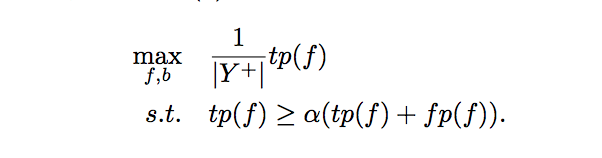 max f,b 1/|Y+| tp(f)
s.t. tp(f) ≥ α(tp(f) + fp(f)).